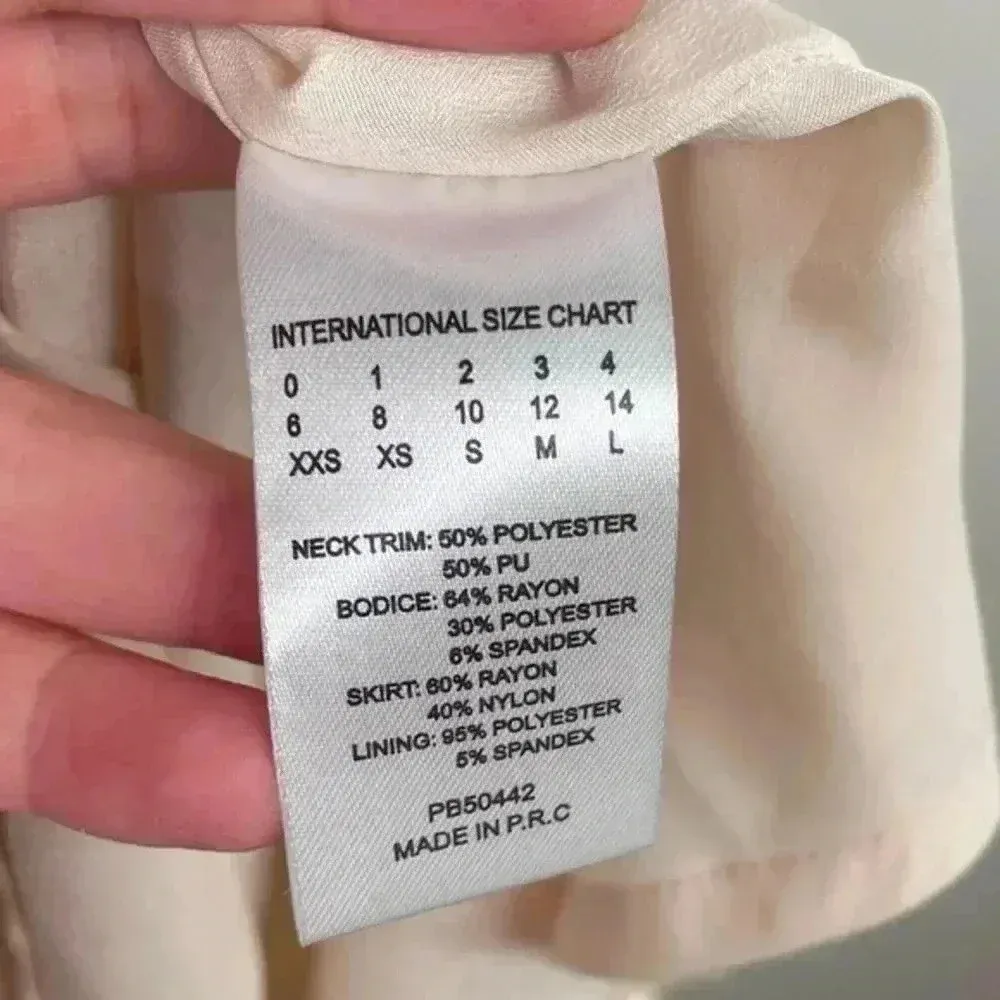 INTERNATIONAL SIZE CHART
0 1 2 3 4
6 8 10 12 14
XXS XS S M L
NECK TRIM: 50% POLYESTER
50% PU
BODICE: 64% RAYON
30% POLYESTER
6% SPANDEX
SKIRT: 60% RAYON
40% NYLON
LINING: 95% POLYESTER
5% SPANDEX
PB50442
MADE IN P.R.C